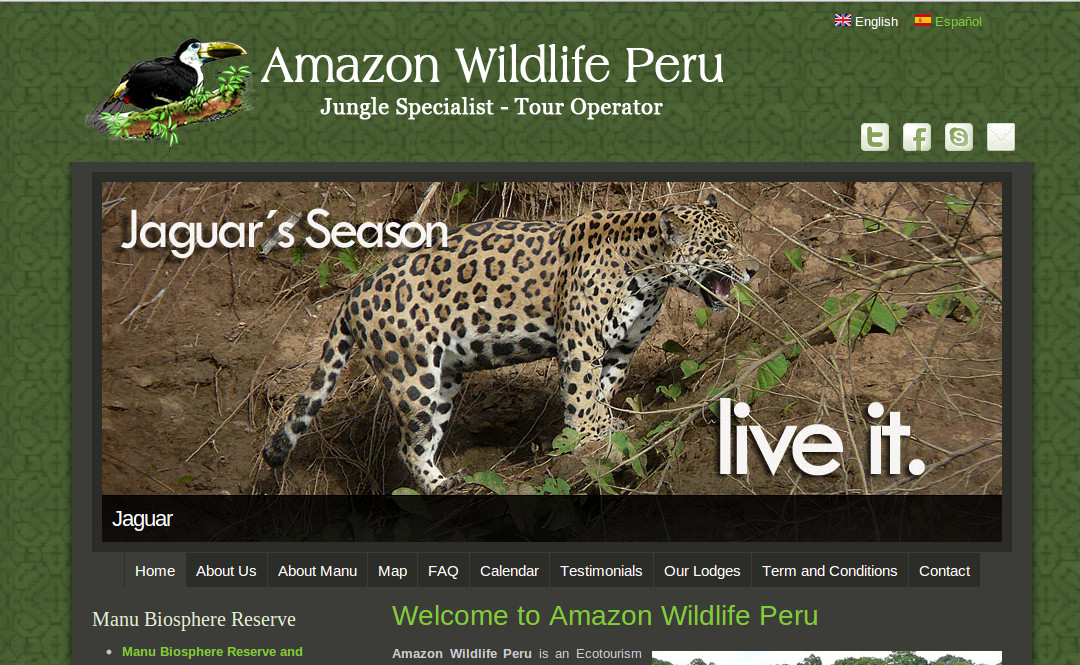 English Español
Amazon Wildlife Peru
Jungle Specialist - Tour Operator
Jaguar´s Season
live it.
Jaguar
Home About Us About Manu Map FAQ Calendar Testimonials Our Lodges Term and Conditions Contact
Manu Biosphere Reserve
Manu Biosphere Reserve and
Welcome to Amazon Wildlife Peru
Amazon Wildlife Peru is an Ecotourism